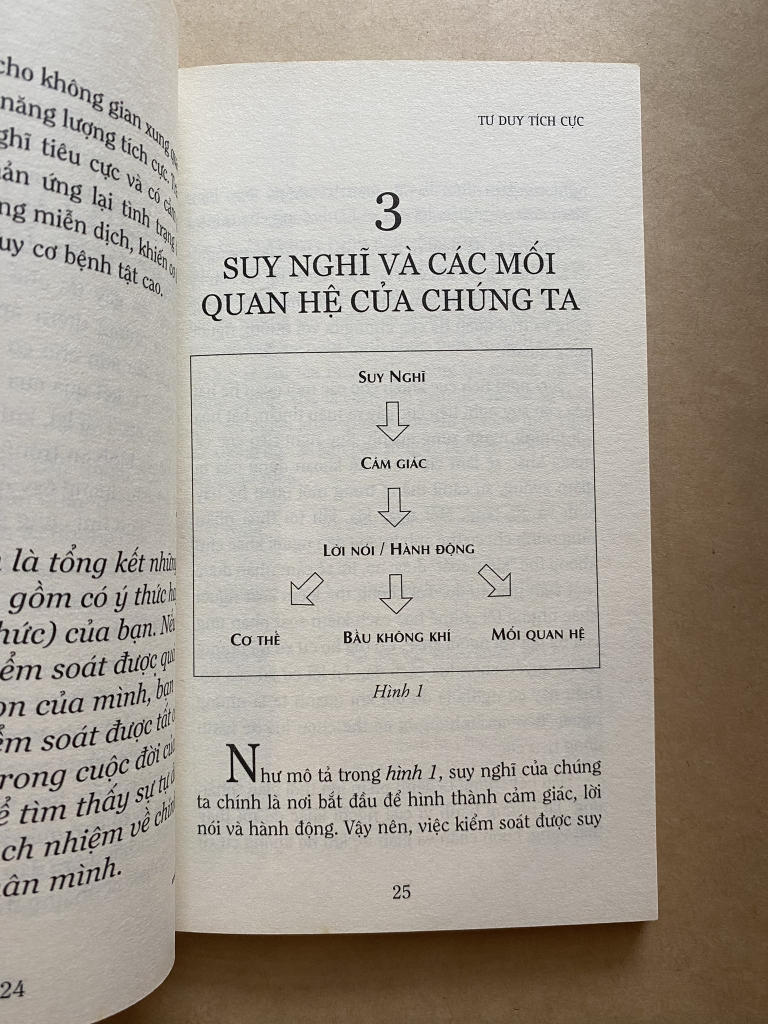 cho không gian xung
năng lượng tích cực.
ghĩ tiêu cực và có cảm
ản ứng lại tình trạng
ng miễn dịch, khiến
uy cơ bệnh tật cao.
là tổng kết những
gồm có ý thức
hức) của bạn.
ểm soát được
on của mình, bạn
ểm soát được tất
rong cuộc đời
ể tìm thấy sự tự
ch nhiệm về
ân mình.
24
TƯ DUY TÍCH CỰC
3
SUY NGHĨ VÀ CÁC MỐI
QUAN HỆ CỦA CHÚNG TA
SUY NGHĨ
CẢM GIÁC
LỜI NÓI / HÀNH ĐỘNG
CƠ THỂ BẦU KHÔNG KHÍ MỐI QUAN HỆ
Hình 1
Như mô tả trong hình 1, suy nghĩ của chúng
ta chính là nơi bắt đầu để hình thành cảm giác, lời
nói và hành động. Vậy nên, việc kiểm soát được suy
25